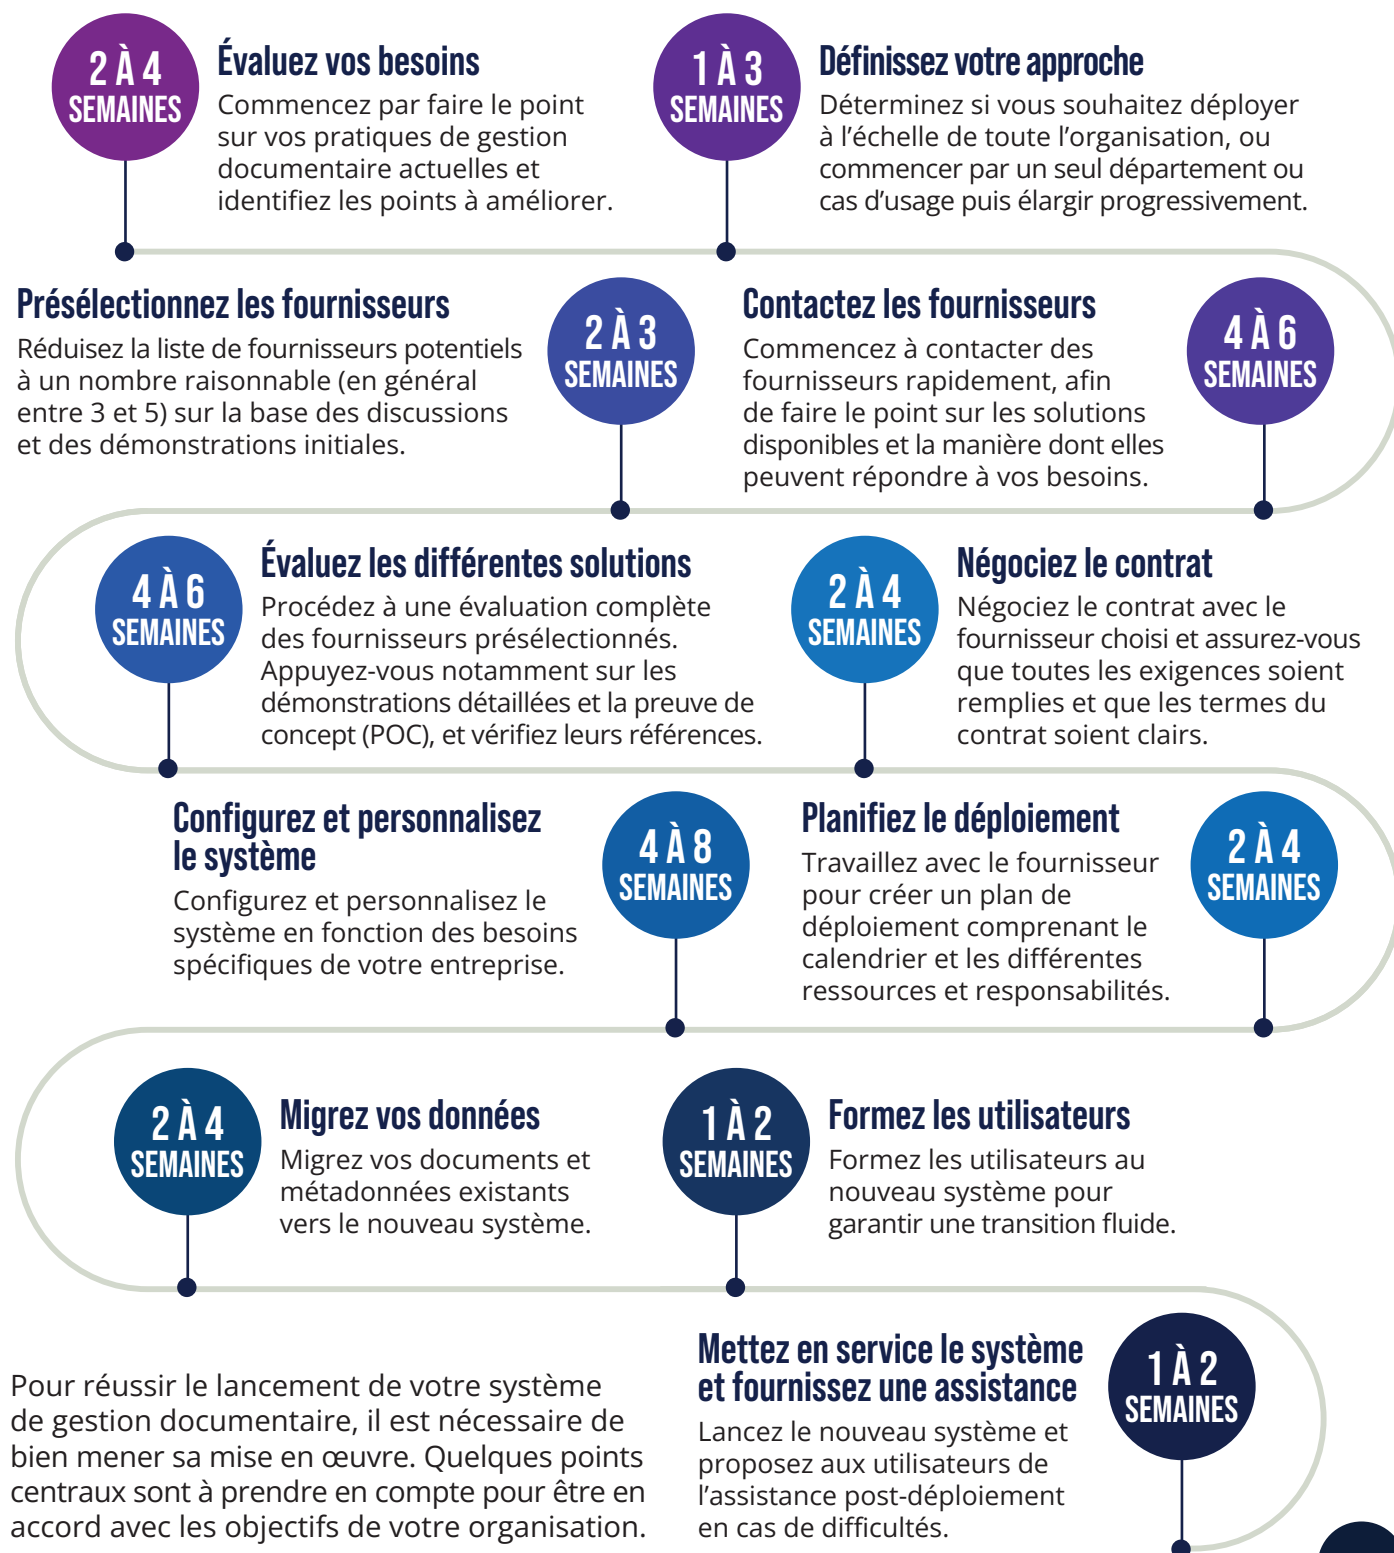 2 À 4
SEMAINES
Évaluez vos besoins
Commencez par faire le point
sur vos pratiques de gestion
documentaire actuelles et
identifiez les points à améliorer.
1 À 3
SEMAINES
Définissez votre approche
Déterminez si vous souhaitez déployer
à l’échelle de toute l’organisation, ou
commencer par un seul département ou
cas d’usage puis élargir progressivement.
4 À 6
SEMAINES
Contactez les fournisseurs
Commencez à contacter des
fournisseurs rapidement, afin
de faire le point sur les solutions
disponibles et la manière dont elles
peuvent répondre à vos besoins.
2 À 3
SEMAINES
Présélectionnez les fournisseurs
Réduisez la liste de fournisseurs potentiels
à un nombre raisonnable (en général
entre 3 et 5) sur la base des discussions
et des démonstrations initiales.
4 À 6
SEMAINES
Évaluez les différentes solutions
Procédez à une évaluation complète
des fournisseurs présélectionnés.
Appuyez-vous notamment sur les
démonstrations détaillées et la preuve de
concept (POC), et vérifiez leurs références.
2 À 4
SEMAINES
Négociez le contrat
Négociez le contrat avec le
fournisseur choisi et assurez-vous
que toutes les exigences soient
remplies et que les termes du
contrat soient clairs.
2 À 4
SEMAINES
Planifiez le déploiement
Travaillez avec le fournisseur
pour créer un plan de
déploiement comprenant le
calendrier et les différentes
ressources et responsabilités.
4 À 8
SEMAINES
Configurez et personnalisez
le système
Configurez et personnalisez le
système en fonction des besoins
spécifiques de votre entreprise.
2 À 4
SEMAINES
Migrez vos données
Migrez vos documents et
métadonnées existants
vers le nouveau système.
1 À 2
SEMAINES
Formez les utilisateurs
Formez les utilisateurs au
nouveau système pour
garantir une transition fluide.
1 À 2
SEMAINES
Mettez en service le système
et fournissez une assistance
Lancez le nouveau système et
proposez aux utilisateurs de
l’assistance post-déploiement
en cas de difficultés.
Pour réussir le lancement de votre système
de gestion documentaire, il est nécessaire de
bien mener sa mise en œuvre. Quelques points
centraux sont à prendre en compte pour être en
accord avec les objectifs de votre organisation.